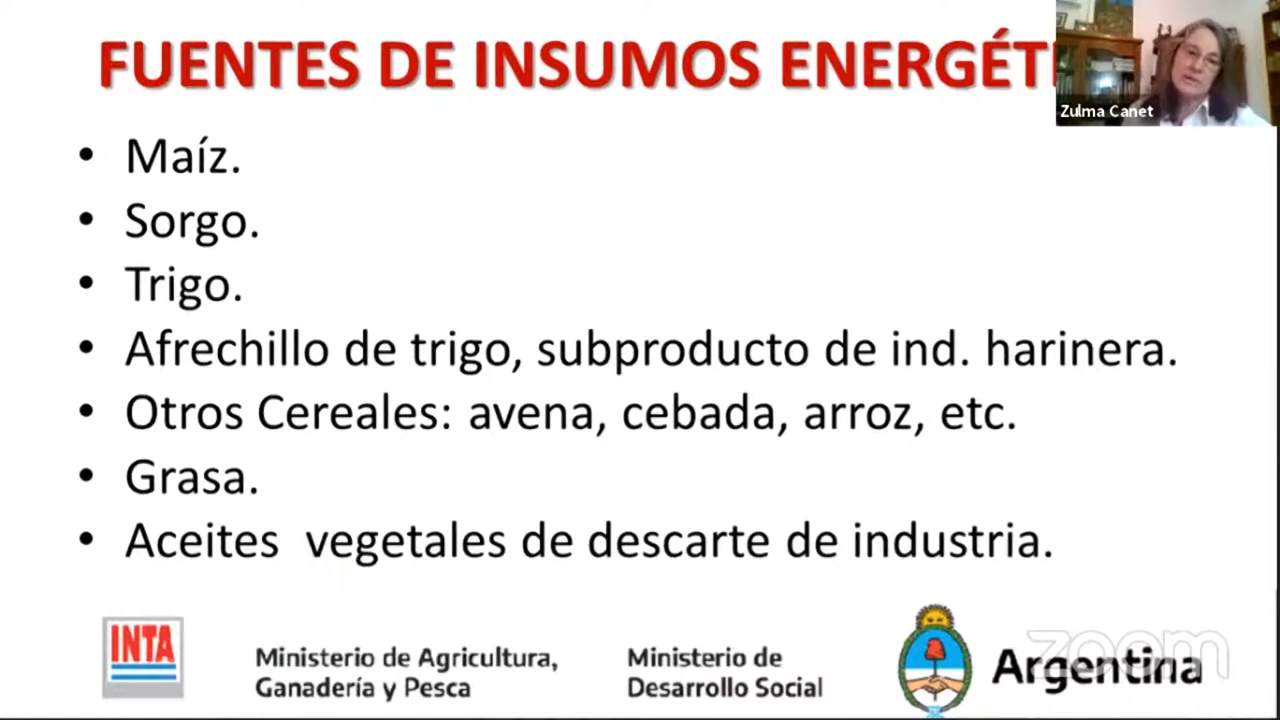 FUENTES DE INSUMOS ENERGÉT
Zulma Canet
• Maíz.
• Sorgo.
• Trigo.
• Afrechillo de trigo, subproducto de ind. harinera.
• Otros Cereales: avena, cebada, arroz, etc.
• Grasa.
• Aceites vegetales de descarte de industria.
INTA
Ministerio de Agricultura,
Ganadería y Pesca
Ministerio de
Desarrollo Social
Argentina
zoom